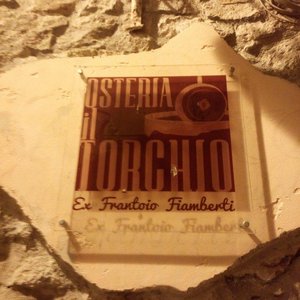 OSTERIA
il
TORCHIO
Ex Frantoio Fiamberti